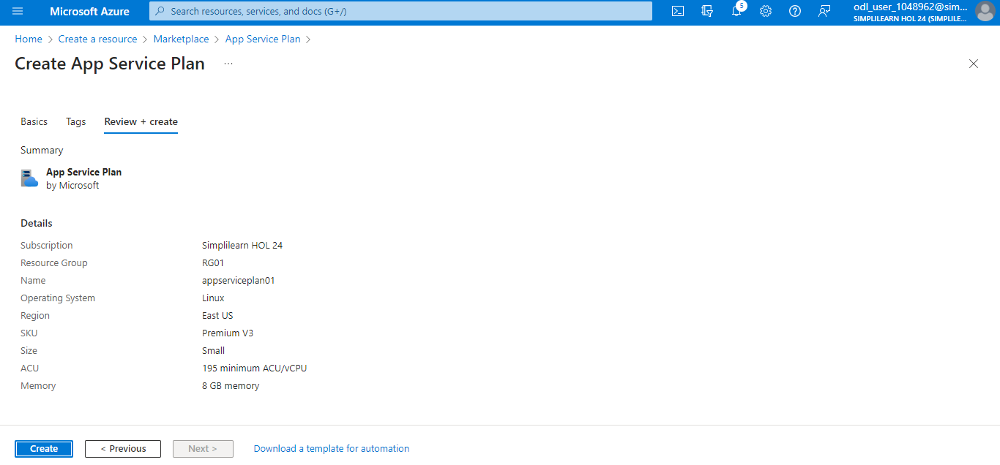 Microsoft Azure
Search resources, services, and docs (G+/)
5
odl_user_1048962@sim...
SIMPLILEARN HOL 24 (SIMPLILE...
Home > Create a resource > Marketplace > App Service Plan >
Create App Service Plan ...
Basics Tags Review + create
Summary
App Service Plan
by Microsoft
Details
Subscription Simplilearn HOL 24
Resource Group RG01
Name appserviceplan01
Operating System Linux
Region East US
SKU Premium V3
Size Small
ACU 195 minimum ACU/vCPU
Memory 8 GB memory
Create < Previous Next > Download a template for automation